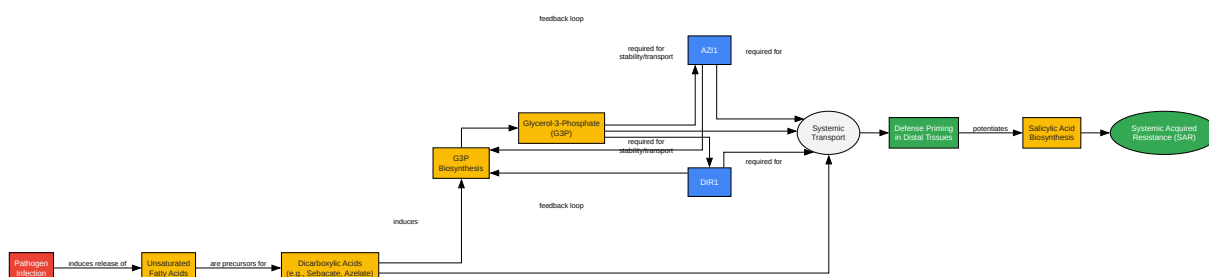 feedback loop
required for
stability/transport
AZI1
required for
Glycerol-3-Phosphate
(G3P)
Systemic
Transport
Defense Priming
in Distal Tissues
potentiates
Salicylic Acid
Biosynthesis
Systemic Acquired
Resistance (SAR)
required for
stability/transport
G3P
Biosynthesis
required for
DIR1
feedback loop
induces
Pathogen
Infection
induces release of
Unsaturated
Fatty Acids
are precursors for
Dicarboxylic Acids
(e.g., Sebacate, Azelate)